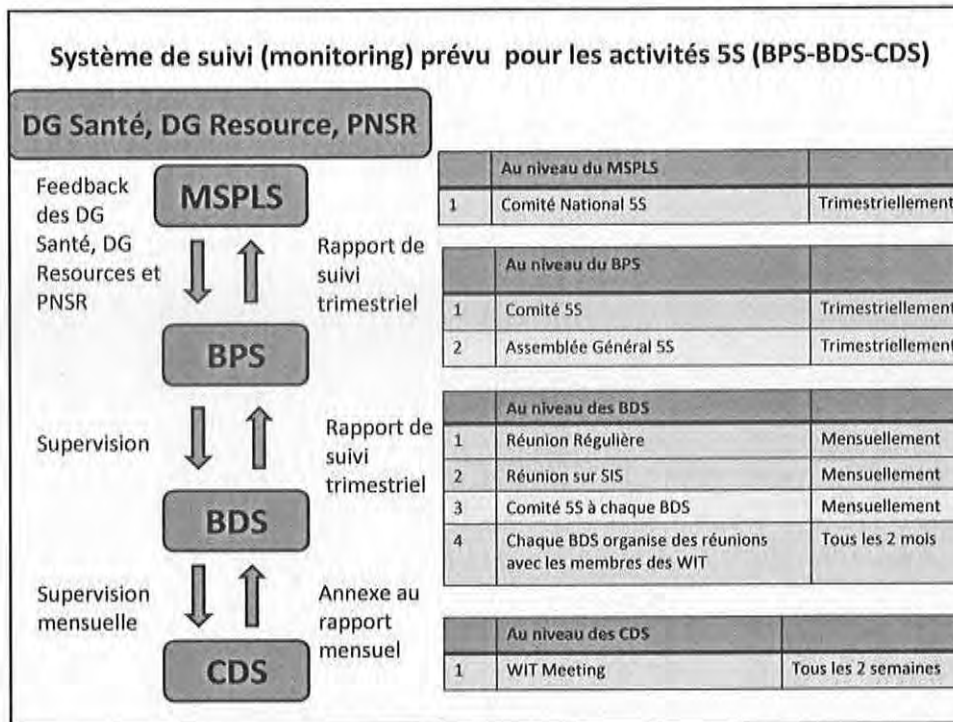 Système de suivi (monitoring) prévu pour les activités 5S (BPS-BDS-CDS)
DG Santé, DG Resource, PNSR
Feedback
des DG
Santé, DG
Resources et
PNSR
MSPLS
Rapport de
suivi
trimestriel
BPS
Supervision
Rapport de
suivi
trimestriel
BDS
Supervision
mensuelle
Annexe au
rapport
mensuel
CDS
Au niveau du MSPLS
1 Comité National 5S Trimestriellement
Au niveau du BPS
1 Comité 5S Trimestriellement
2 Assemblée Général 5S Trimestriellement
Au niveau des BDS
1 Réunion Régulière Mensuellement
2 Réunion sur SIS Mensuellement
3 Comité 5S à chaque BDS Mensuellement
4 Chaque BDS organise des réunions Tous les 2 mois
avec les membres des WIT
Au niveau des CDS
1 WIT Meeting Tous les 2 semaines